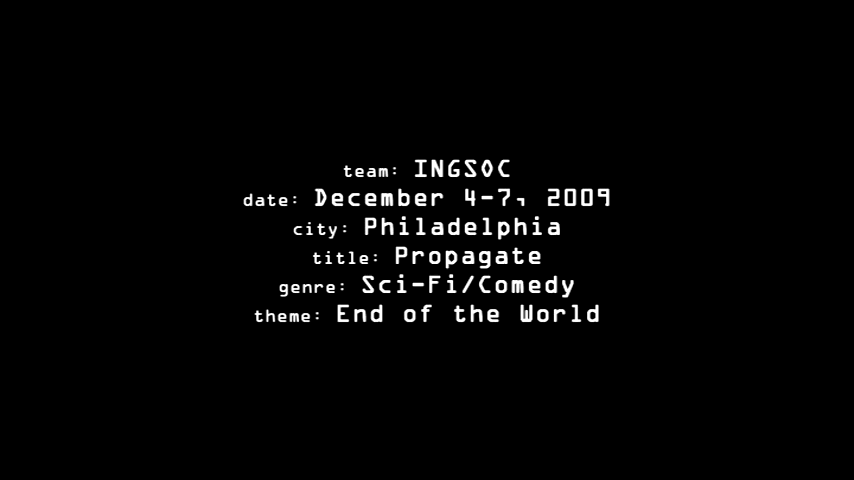 team: INGSOC
date: December 4-7, 2009
city: Philadelphia
title: Propagate
genre: Sci-Fi/Comedy
theme: End of the World